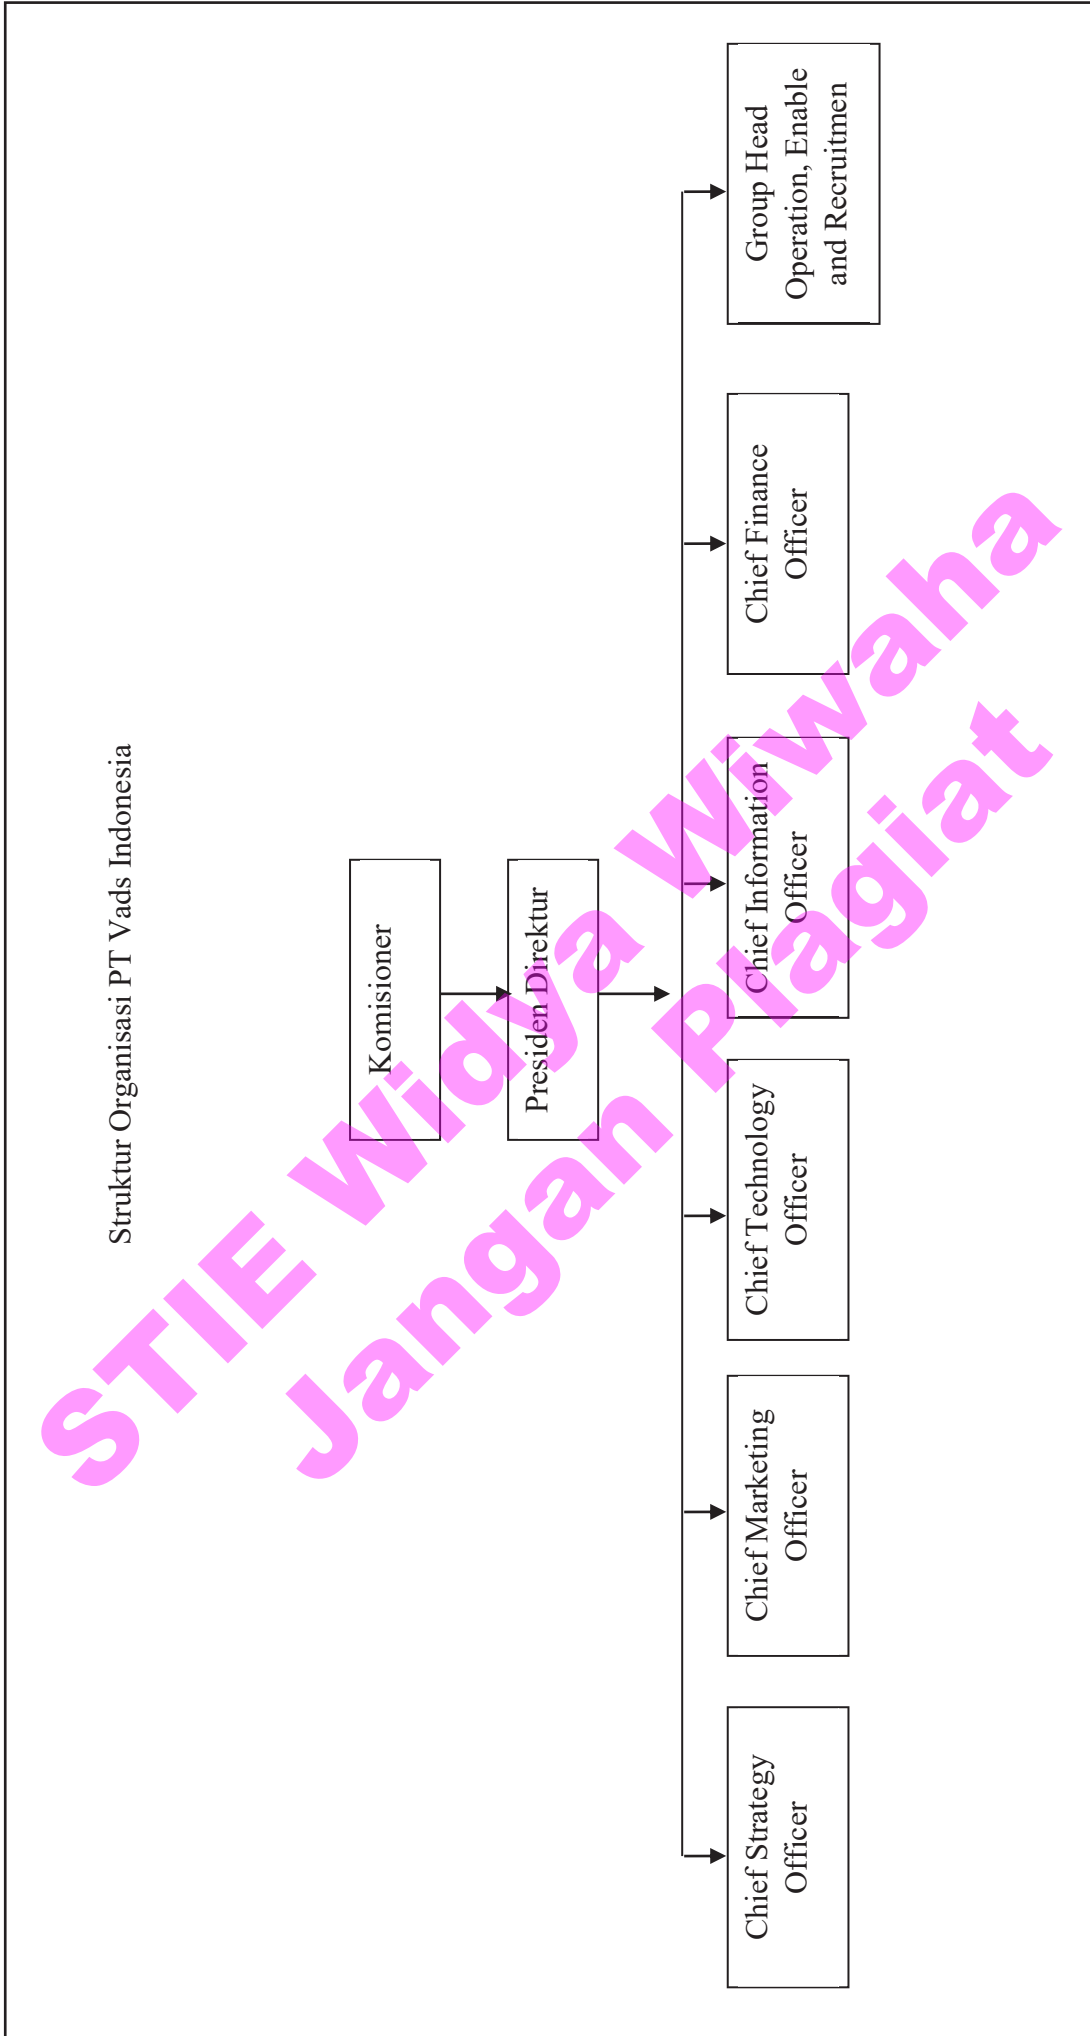 Struktur Organisasi PT Vads Indonesia
Komisioner
Presiden Direktur
Chief Strategy
Officer
Chief Marketing
Officer
Chief Technology
Officer
Chief Information
Officer
Chief Finance
Officer
Group Head
Operation, Enable
and Recruitmen
STIE Widya Wiwaha
Jangan Plagiat